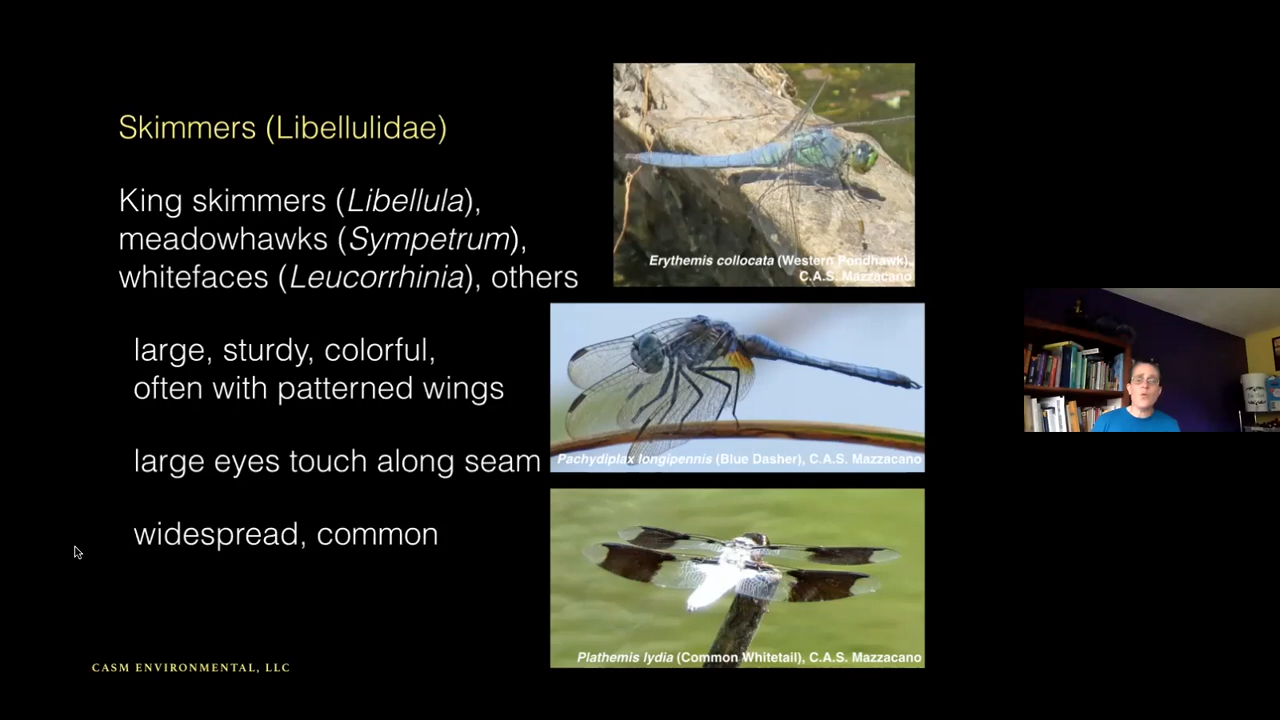 Skimmers (Libellulidae)
King skimmers (Libellula),
meadowhawks (Sympetrum),
whitefaces (Leucorrhinia), others
large, sturdy, colorful,
often with patterned wings
large eyes touch along seam
widespread, common
Erythemis collocata (Western Pondhawk),
C.A.S. Mazzacano
Pachydiplax longipennis (Blue Dasher), C.A.S. Mazzacano
Plathemis lydia (Common Whitetail), C.A.S. Mazzacano
CASM ENVIRONMENTAL, LLC